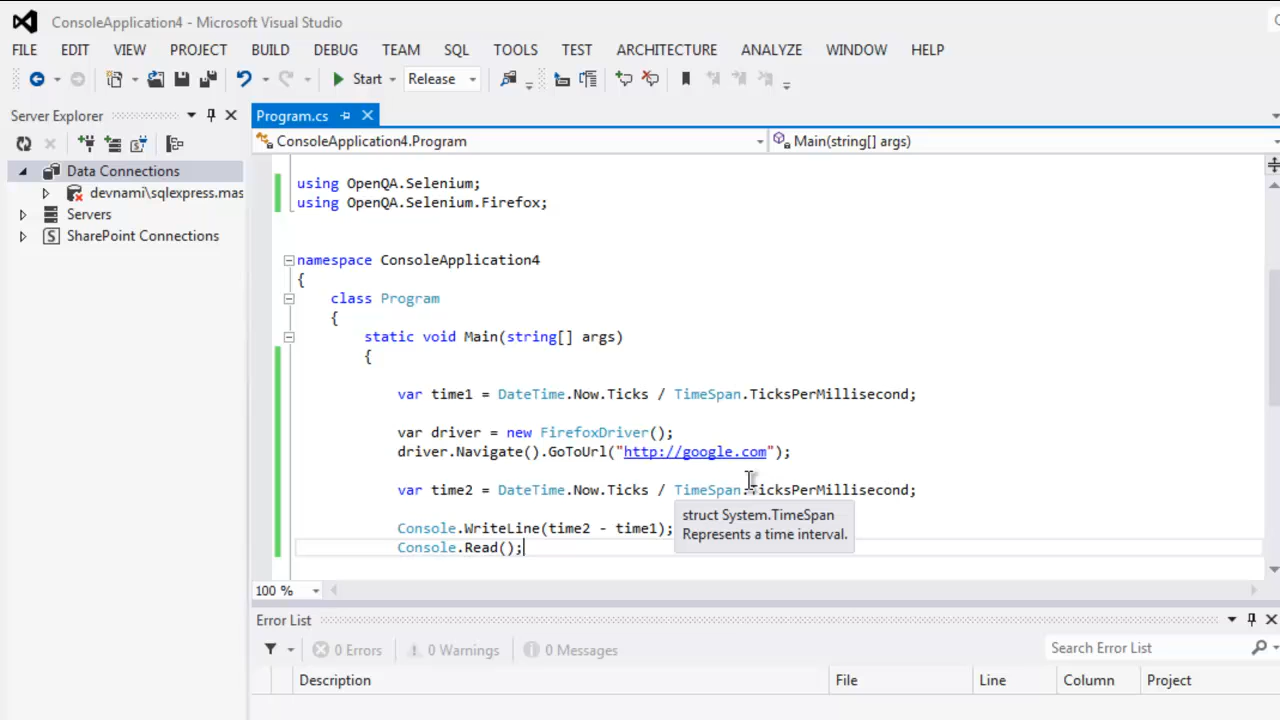 ConsoleApplication4 - Microsoft Visual Studio
FILE EDIT VIEW PROJECT BUILD DEBUG TEAM SQL TOOLS TEST ARCHITECTURE ANALYZE WINDOW HELP
Start Release
Server Explorer
Data Connections
devnami\sqlexpress.mas
Servers
SharePoint Connections
Program.cs
ConsoleApplication4.Program Main(string[] args)
using OpenQA.Selenium;
using OpenQA.Selenium.Firefox;
namespace ConsoleApplication4
{
class Program
{
static void Main(string[] args)
{
var time1 = DateTime.Now.Ticks / TimeSpan.TicksPerMillisecond;
var driver = new FirefoxDriver();
driver.Navigate().GoToUrl("http://google.com");
var time2 = DateTime.Now.Ticks / TimeSpan.TicksPerMillisecond;
struct System.TimeSpan
Represents a time interval.
Console.WriteLine(time2 - time1);
Console.Read();
100 %
Error List
0 Errors 0 Warnings 0 Messages Search Error List
Description File Line Column Project